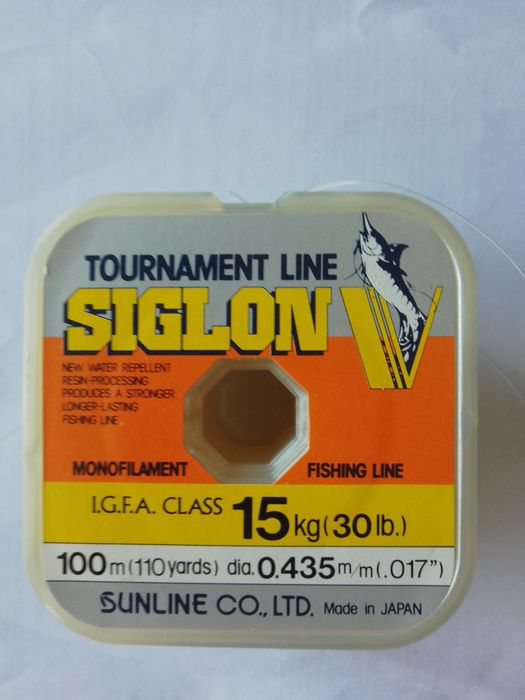 TOURNAMENT LINE
SIGLON V
NEW WATER REPELLENT
RESIN-PROCESSING
PRODUCES A STRONGER
LONGER-LASTING
FISHING LINE
MONOFILAMENT FISHING LINE
I.G.F.A. CLASS 15kg(30lb.)
100m(110yards) dia. 0.435m/m(.017")
SUNLINE CO., LTD. Made in JAPAN